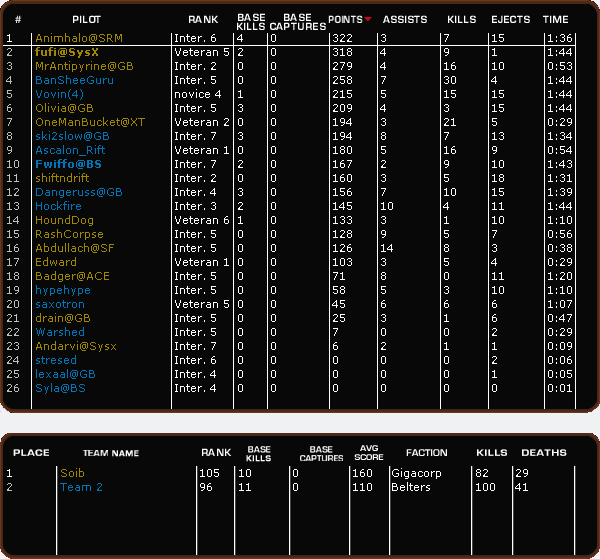 # PILOT RANK BASE KILLS BASE CAPTURES POINTS ASSISTS KILLS EJECTS TIME
1 Animhalo@SRM Inter. 6 4 0 322 3 7 15 1:36
2 fufi@SysX Veteran 5 2 0 318 4 9 1 1:44
3 MrAntipyrine@GB Inter. 2 0 0 279 4 16 10 0:53
4 BanSheeGuru Inter. 5 0 0 258 7 30 4 1:44
5 Vovin(4) novice 4 1 0 215 5 15 15 1:44
6 Olivia@GB Inter. 6 3 0 209 4 3 15 1:44
7 OneManBucket@XT Veteran 2 0 0 194 3 21 5 0:29
8 ski2slow@GB Inter. 7 3 0 194 8 7 13 1:34
9 Ascalon_Rift Veteran 1 0 0 180 5 16 9 0:54
10 Fwiffo@BS Inter. 7 2 0 167 2 9 10 1:43
11 shiftndrift Inter. 2 0 0 160 3 5 18 1:31
12 Dangeruss@GB Inter. 4 3 0 156 7 10 15 1:39
13 Hockfire Inter. 3 2 0 145 10 4 11 1:44
14 HoundDog Veteran 6 1 0 133 3 1 10 1:10
15 RashCorpse Inter. 5 0 0 128 9 5 7 0:56
16 Abdullach@SF Inter. 5 0 0 126 14 8 3 0:38
17 Edward Veteran 1 0 0 103 3 5 4 0:29
18 Badger@ACE Inter. 5 0 0 71 8 0 11 1:20
19 hypehype Inter. 5 0 0 58 5 3 10 1:10
20 saxotron Veteran 5 0 0 45 6 6 6 1:07
21 drain@GB Inter. 5 0 0 25 3 1 6 0:47
22 Warshed Inter. 5 0 0 7 0 0 2 0:29
23 Andarvi@Sysx Inter. 7 0 0 6 2 1 1 0:09
24 stresed Inter. 6 0 0 0 0 0 2 0:06
25 lexaal@GB Inter. 4 0 0 0 0 0 1 0:05
26 Syla@BS Inter. 4 0 0 0 0 0 0 0:01
PLACE TEAM NAME RANK BASE KILLS BASE CAPTURES AVG SCORE FACTION KILLS DEATHS
1 Soib 105 10 0 160 Gigacorp 82 29
2 Team 2 96 11 0 110 Belters 100 41